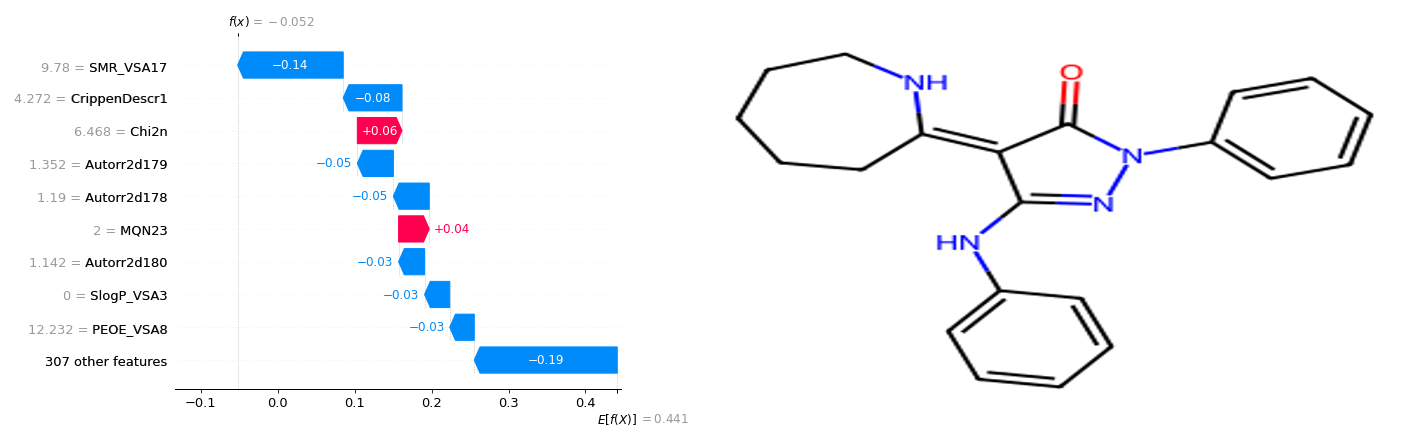 f(x) = −0.052
9.78 = SMR_VSA17
−0.14
4.272 = CrippenDescr1
−0.08
6.468 = Chi2n
+0.06
1.352 = Autorr2d179
−0.05
1.19 = Autorr2d178
−0.05
2 = MQN23
+0.04
1.142 = Autorr2d180
−0.03
0 = SlogP_VSA3
−0.03
12.232 = PEOE_VSA8
−0.03
307 other features
−0.19
−0.1 0.0 0.1 0.2 0.3 0.4
E[f(X)] = 0.441
O
NH
N
N
HN